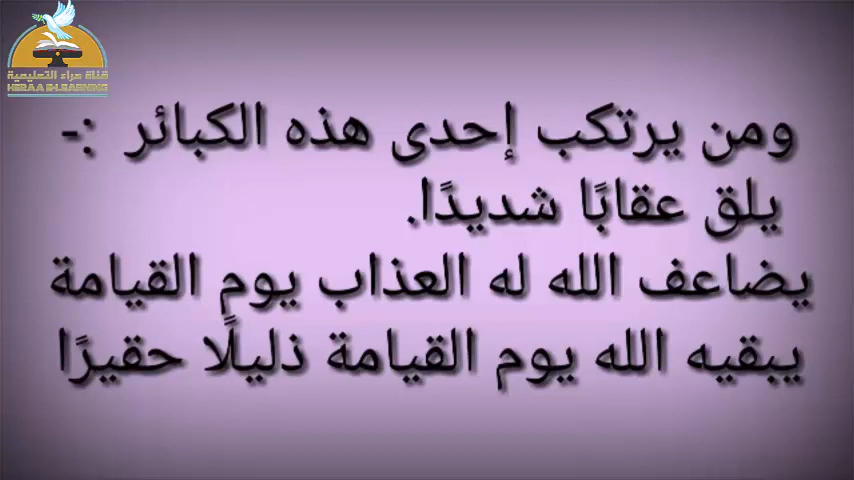 قناة حراء التعليمية
HERAA E-LEARNING
ومن يرتكب إحدى هذه الكبائر :-
يلق عقابًا شديدًا.
يضاعف الله له العذاب يوم القيامة
يبقيه الله يوم القيامة ذليلًا حقيرًا